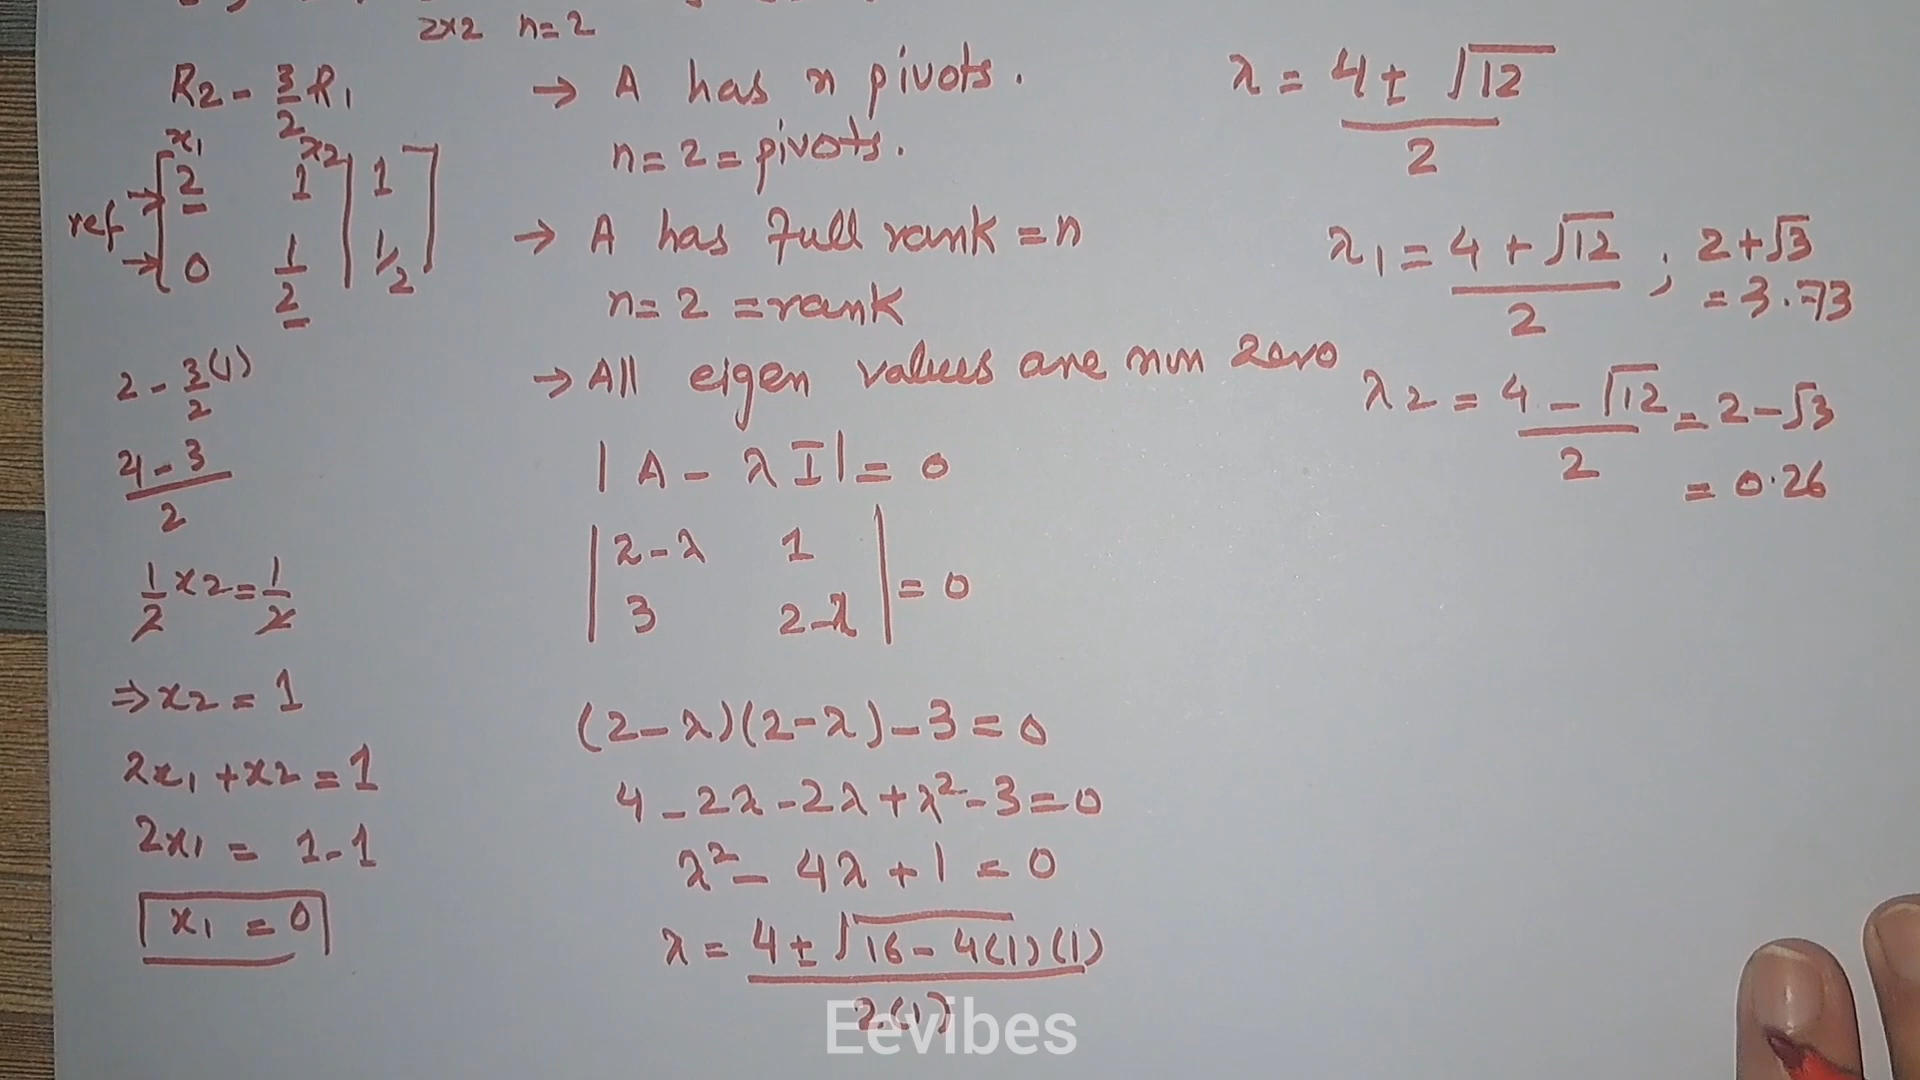 2x2 n=2
R2 - 3/2 R1
x1 x2
ref
2 1 | 1
0 1/2 | 1/2
2 - 3/2 (1)
4-3
2
1/2 x2 = 1/2
⇒ x2 = 1
2x1 + x2 = 1
2x1 = 1-1
x1 = 0
→ A has n pivots.
n=2=pivots.
→ A has full rank = n
n=2 =rank
→ All eigen values are non zero
|A - λI| = 0
| 2-λ 1 |
| 3 2-λ | = 0
(2-λ)(2-λ)-3=0
4-2λ-2λ+λ²-3=0
λ²- 4λ+1 = 0
λ = 4±√16-4(1)(1)
2(1)
λ = 4± √12
2
λ1 = 4+√12 ; 2+√3
2 = 3.73
λ2 = 4-√12 = 2-√3
2 = 0.26
Eevibes